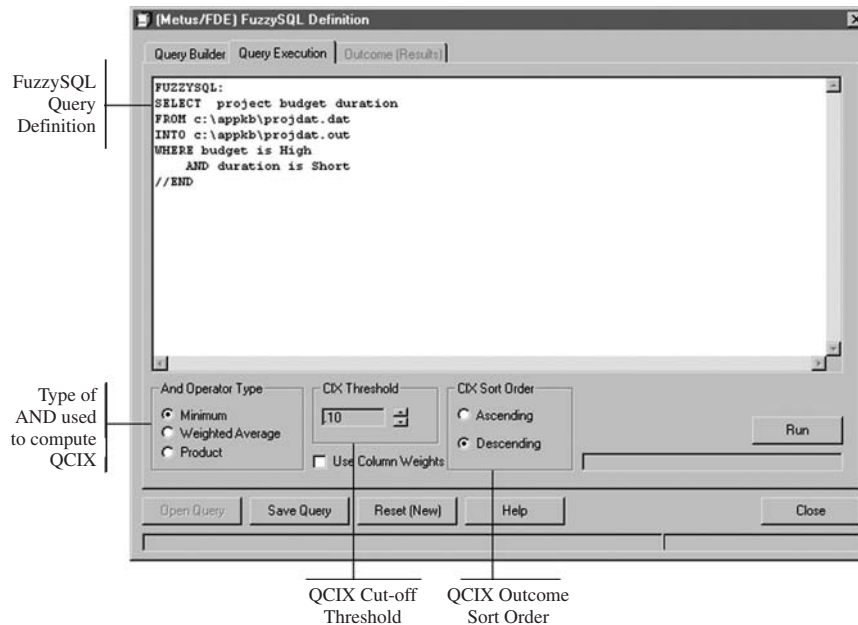 (Metus/FDE) FuzzySQL Definition
Query Builder Query Execution Outcome (Results)
FuzzySQL
Query
Definition
FUZZYSQL:
SELECT project budget duration
FROM c:\appkb\projdat.dat
INTO c:\appkb\projdat.out
WHERE budget is High
AND duration is Short
//END
Type of
AND used
to compute
QCIX
And Operator Type
Minimum
Weighted Average
Product
CIX Threshold
.10
Use Column Weights
CIX Sort Order
Ascending
Descending
Run
Open Query Save Query Reset (New) Help Close
QCIX Cut-off
Threshold
QCIX Outcome
Sort Order